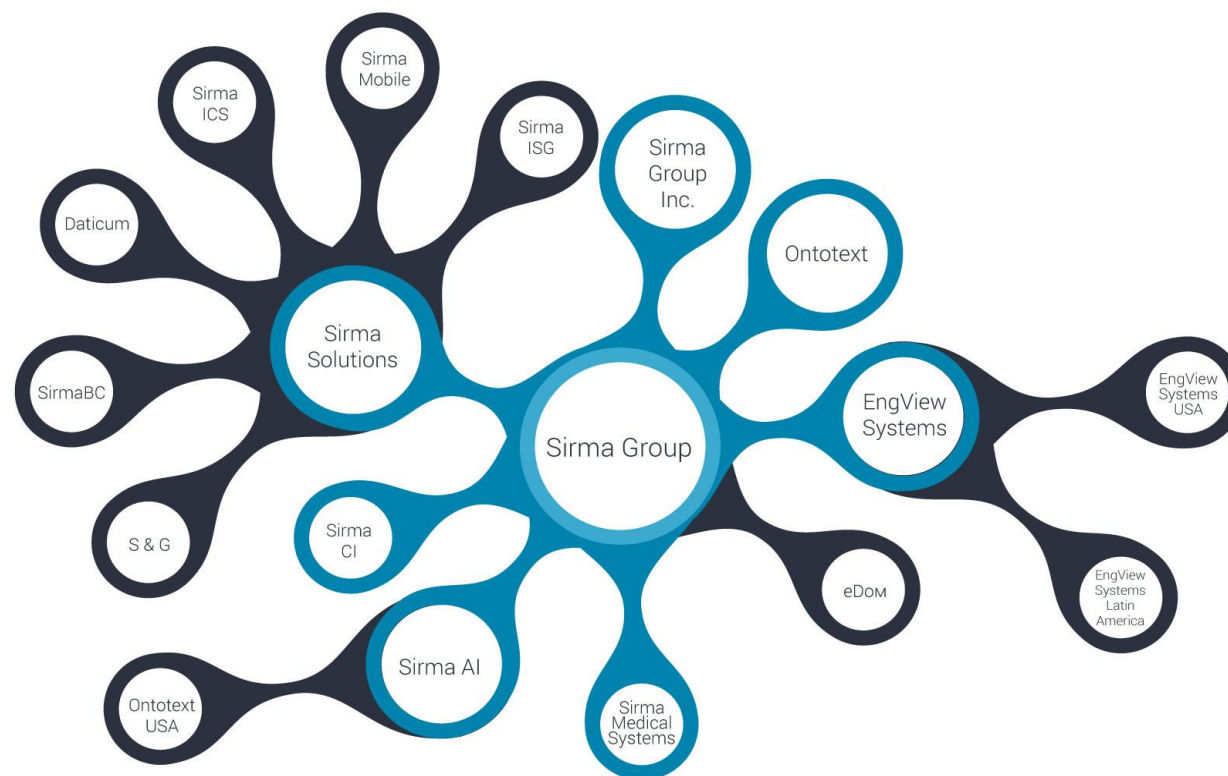 Sirma
Mobile
Sirma
ICS
Sirma
ISG
Sirma
Group
Inc.
Daticum
Ontotext
Sirma
Solutions
SirmaBC
EngView
Systems
EngView
Systems
USA
Sirma Group
S & G
Sirma
CI
eDoм
EngView
Systems
Latin
America
Sirma AI
Ontotext
USA
Sirma
Medical
Systems